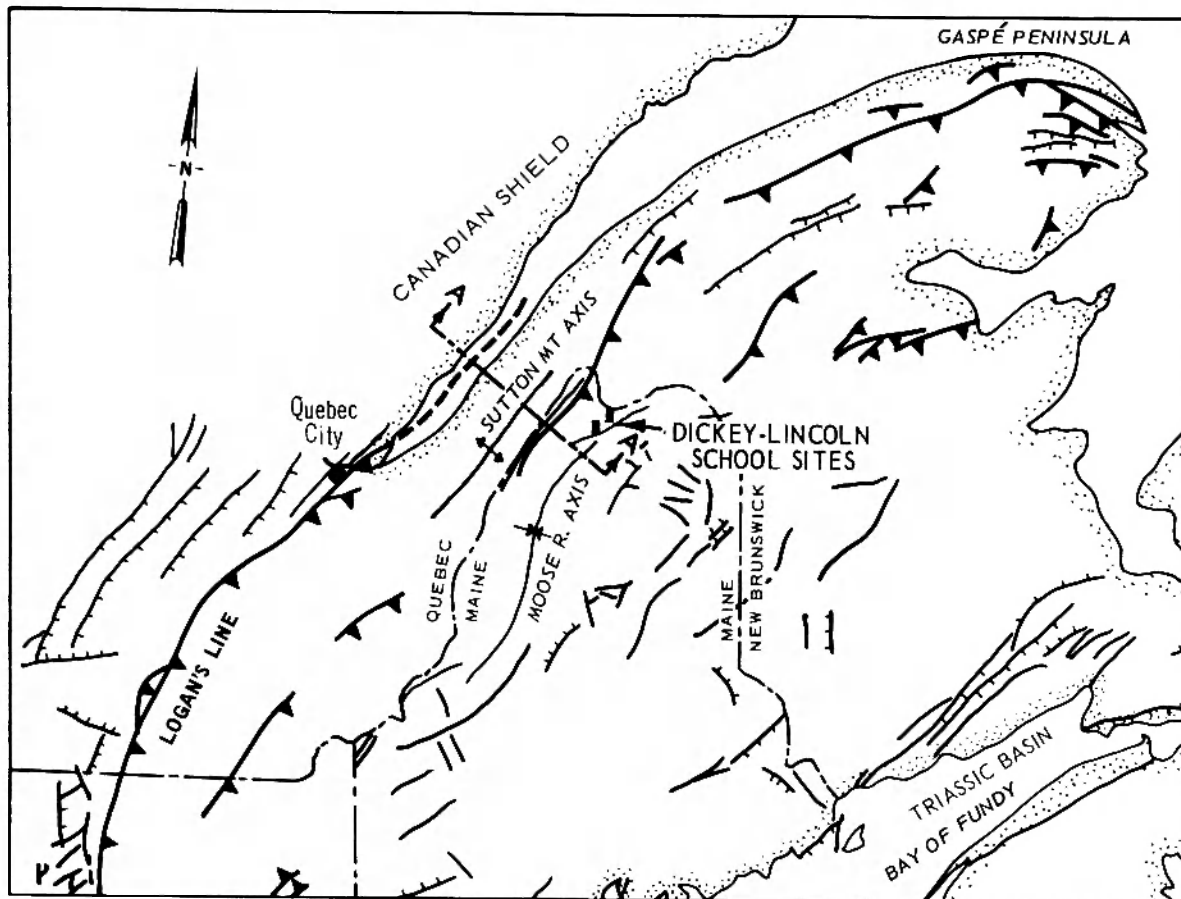 GASPÉ PENINSULA
N
CANADIAN SHIELD
A
SUTTON MT AXIS
Quebec
City
DICKEY-LINCOLN
SCHOOL SITES
A'
QUEBEC
MAINE
MOOSE R. AXIS
MAINE
NEW BRUNSWICK
LOGAN'S LINE
TRIASSIC BASIN
BAY OF FUNDY